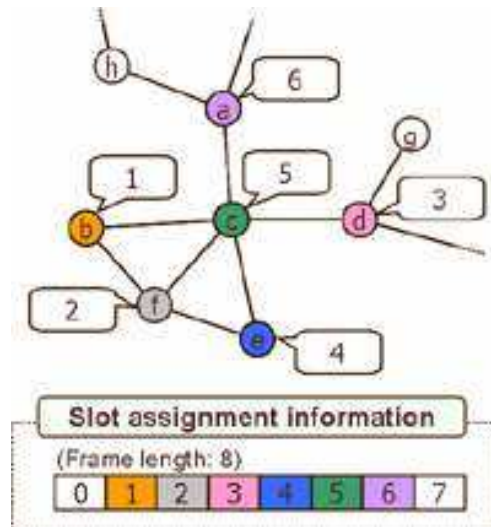 h
a
6
g
1
5
3
b
c
d
2
f
e
4
Slot assignment information
(Frame length: 8)
0 1 2 3 4 5 6 7